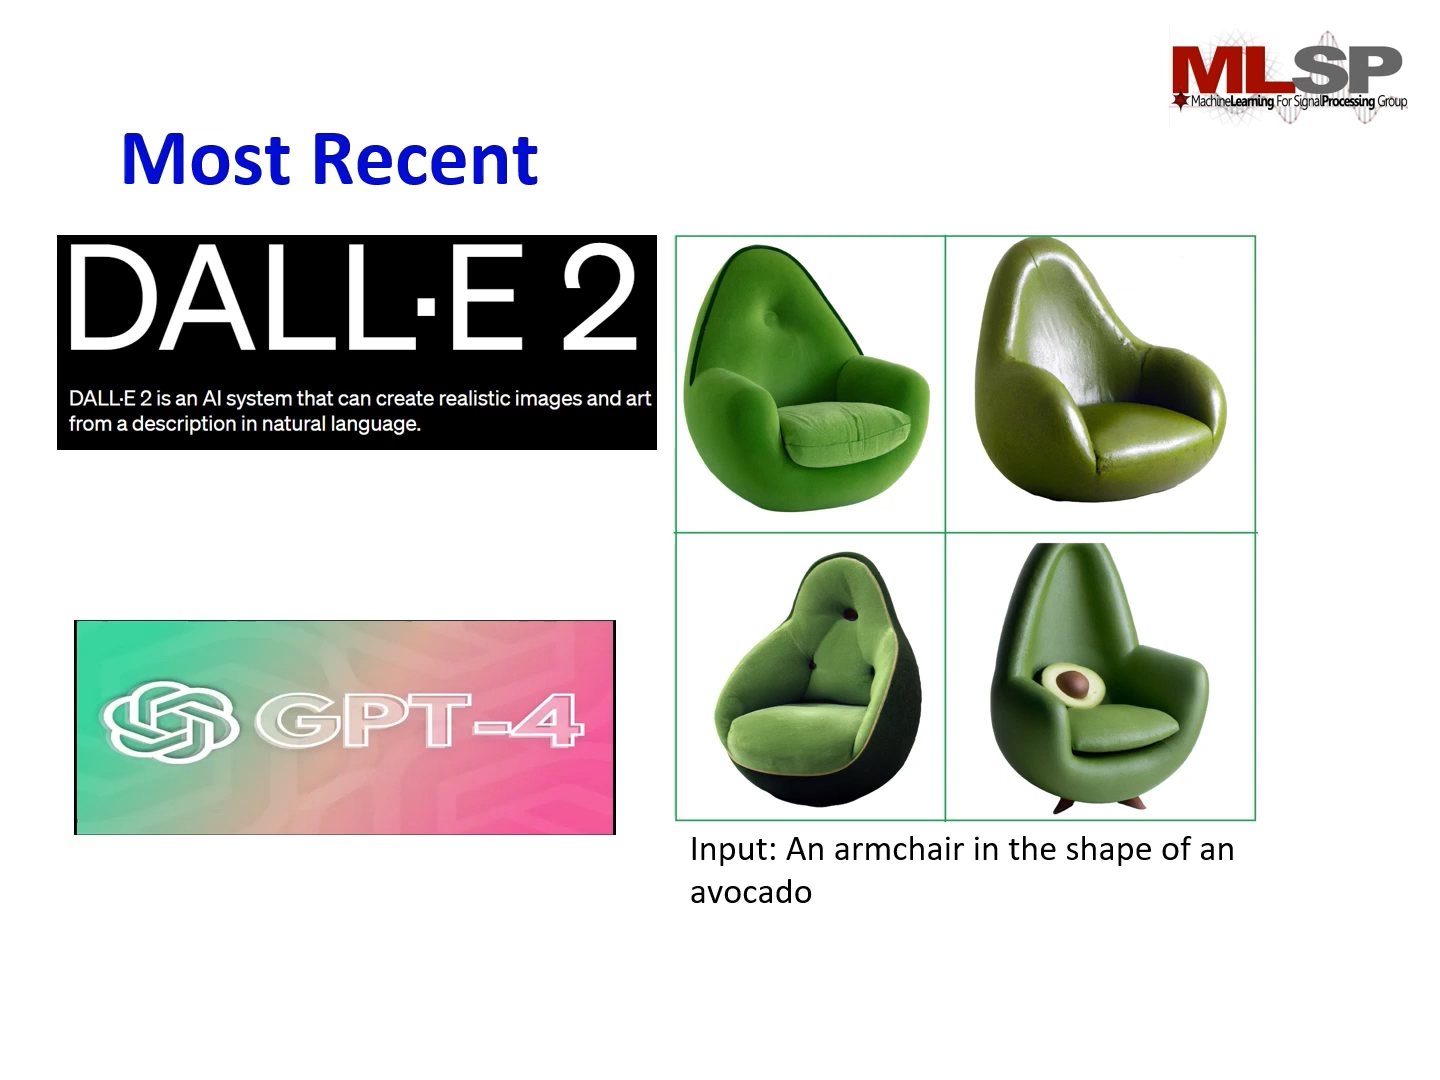 MLSP
MachineLearning For SignalProcessing Group
Most Recent
DALL·E 2
DALL·E 2 is an AI system that can create realistic images and art
from a description in natural language.
GPT-4
Input: An armchair in the shape of an
avocado